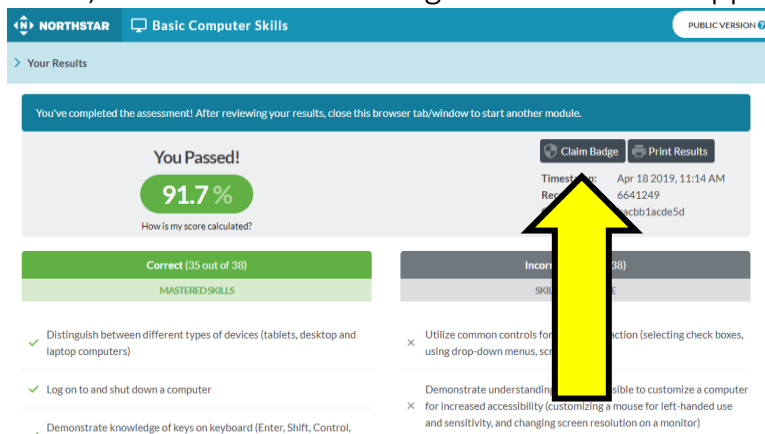 NORTHSTAR Basic Computer Skills PUBLIC VERSION
Your Results
You've completed the assessment! After reviewing your results, close this browser tab/window to start another module.
You Passed!
91.7 %
How is my score calculated?
Claim Badge Print Results
Apr 18 2019, 11:14 AM
6641249
Correct (35 out of 38)
MASTERED SKILLS
38)
Distinguish between different types of devices (tablets, desktop and
laptop computers)
Log on to and shut down a computer
Demonstrate knowledge of keys on keyboard (Enter, Shift, Control,
Utilize common controls for
(selecting check boxes,
using drop-down menus,
Demonstrate understanding
to customize a computer
for increased accessibility (customizing a mouse for left-handed use
and sensitivity, and changing screen resolution on a monitor)